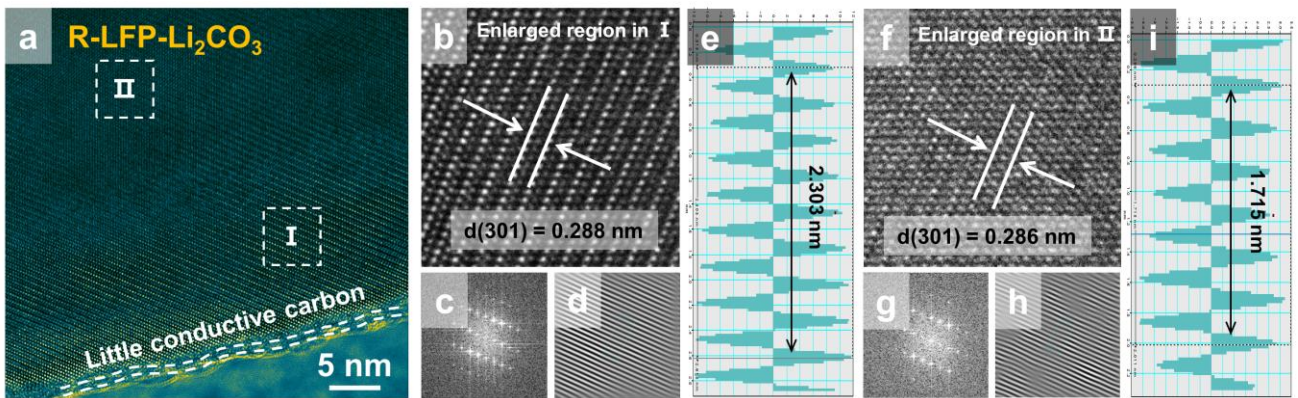 a
R-LFP-Li₂CO₃
II
I
Little conductive carbon
5 nm
b
Enlarged region in I
d(301) = 0.288 nm
c
d
e
2.303 nm
f
Enlarged region in II
d(301) = 0.286 nm
g
h
i
1.715 nm